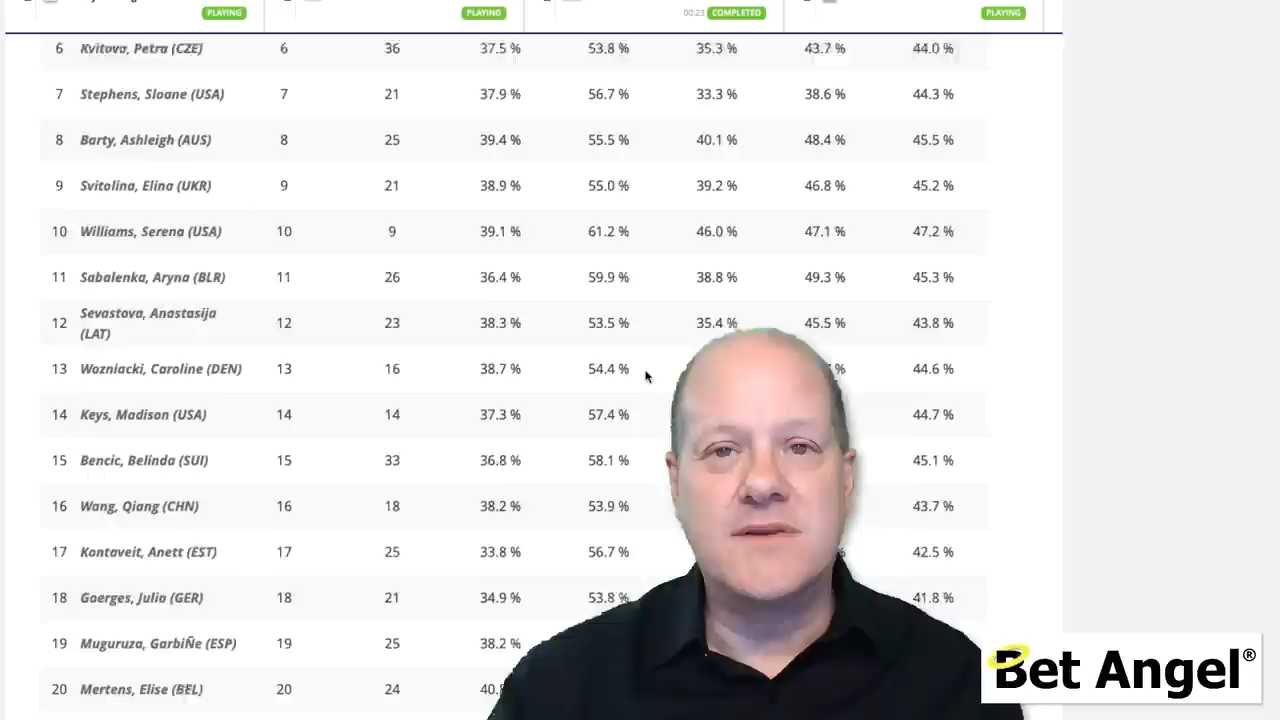 PLAYING PLAYING 00:23 COMPLETED PLAYING
6 Kvitova, Petra (CZE) 6 36 37.5 % 53.8 % 35.3 % 43.7 % 44.0 %
7 Stephens, Sloane (USA) 7 21 37.9 % 56.7 % 33.3 % 38.6 % 44.3 %
8 Barty, Ashleigh (AUS) 8 25 39.4 % 55.5 % 40.1 % 48.4 % 45.5 %
9 Svitolina, Elina (UKR) 9 21 38.9 % 55.0 % 39.2 % 46.8 % 45.2 %
10 Williams, Serena (USA) 10 9 39.1 % 61.2 % 46.0 % 47.1 % 47.2 %
11 Sabalenka, Aryna (BLR) 11 26 36.4 % 59.9 % 38.8 % 49.3 % 45.3 %
12 Sevastova, Anastasija (LAT) 12 23 38.3 % 53.5 % 35.4 % 45.5 % 43.8 %
13 Wozniacki, Caroline (DEN) 13 16 38.7 % 54.4 % % 44.6 %
14 Keys, Madison (USA) 14 14 37.3 % 57.4 % 44.7 %
15 Bencic, Belinda (SUI) 15 33 36.8 % 58.1 % 45.1 %
16 Wang, Qiang (CHN) 16 18 38.2 % 53.9 % 43.7 %
17 Kontaveit, Anett (EST) 17 25 33.8 % 56.7 % % 42.5 %
18 Goerges, Julia (GER) 18 21 34.9 % 53.8 % 41.8 %
19 Muguruza, GarbiÑe (ESP) 19 25 38.2 %
20 Mertens, Elise (BEL) 20 24 40.
Bet Angel®